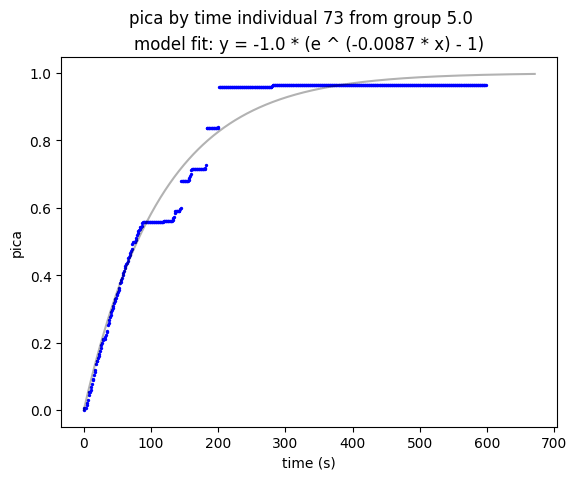 pica by time individual 73 from group 5.0
model fit: y = -1.0 * (e ^ (-0.0087 * x) - 1)
1.0
0.8
0.6
0.4
0.2
0.0
pica
0 100 200 300 400 500 600 700
time (s)